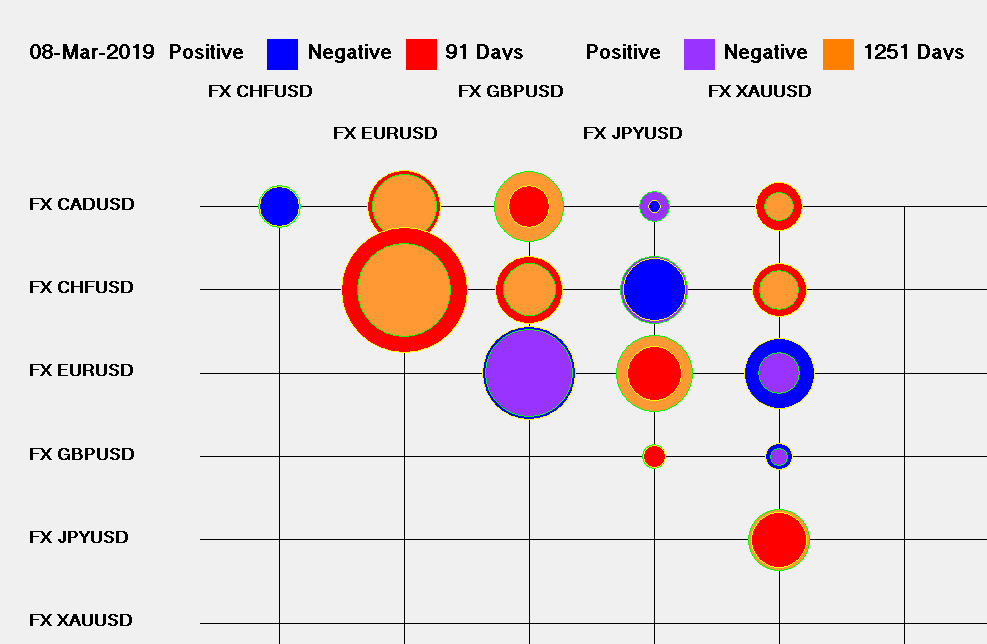 08-Mar-2019 Positive Negative 91 Days Positive Negative 1251 Days
FX CHFUSD FX GBPUSD FX XAUUSD
FX EURUSD FX JPYUSD
FX CADUSD
FX CHFUSD
FX EURUSD
FX GBPUSD
FX JPYUSD
FX XAUUSD